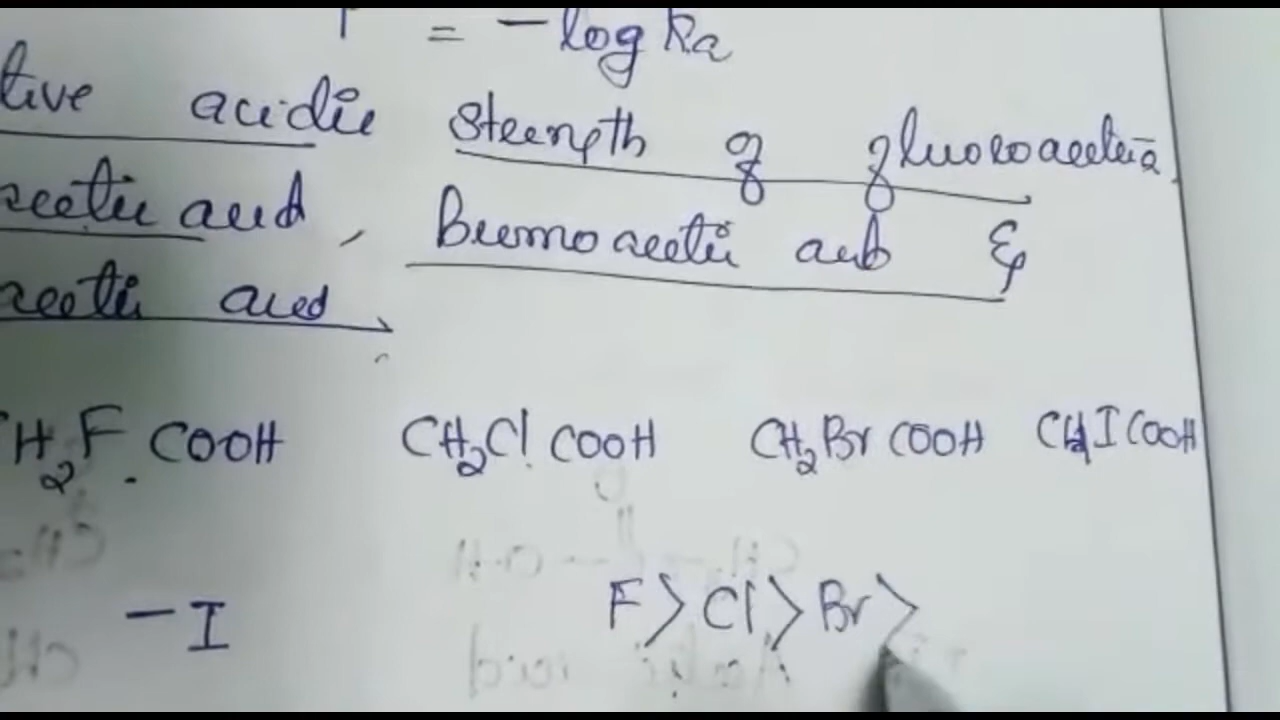 = -log Ka
tive acidic strength of fluoroacetic
acetic acid, Bromoacetic acid &
acetic acid
CH₂F COOH CH₂Cl COOH CH₂Br COOH CH₂I COOH
-I F > Cl > Br >